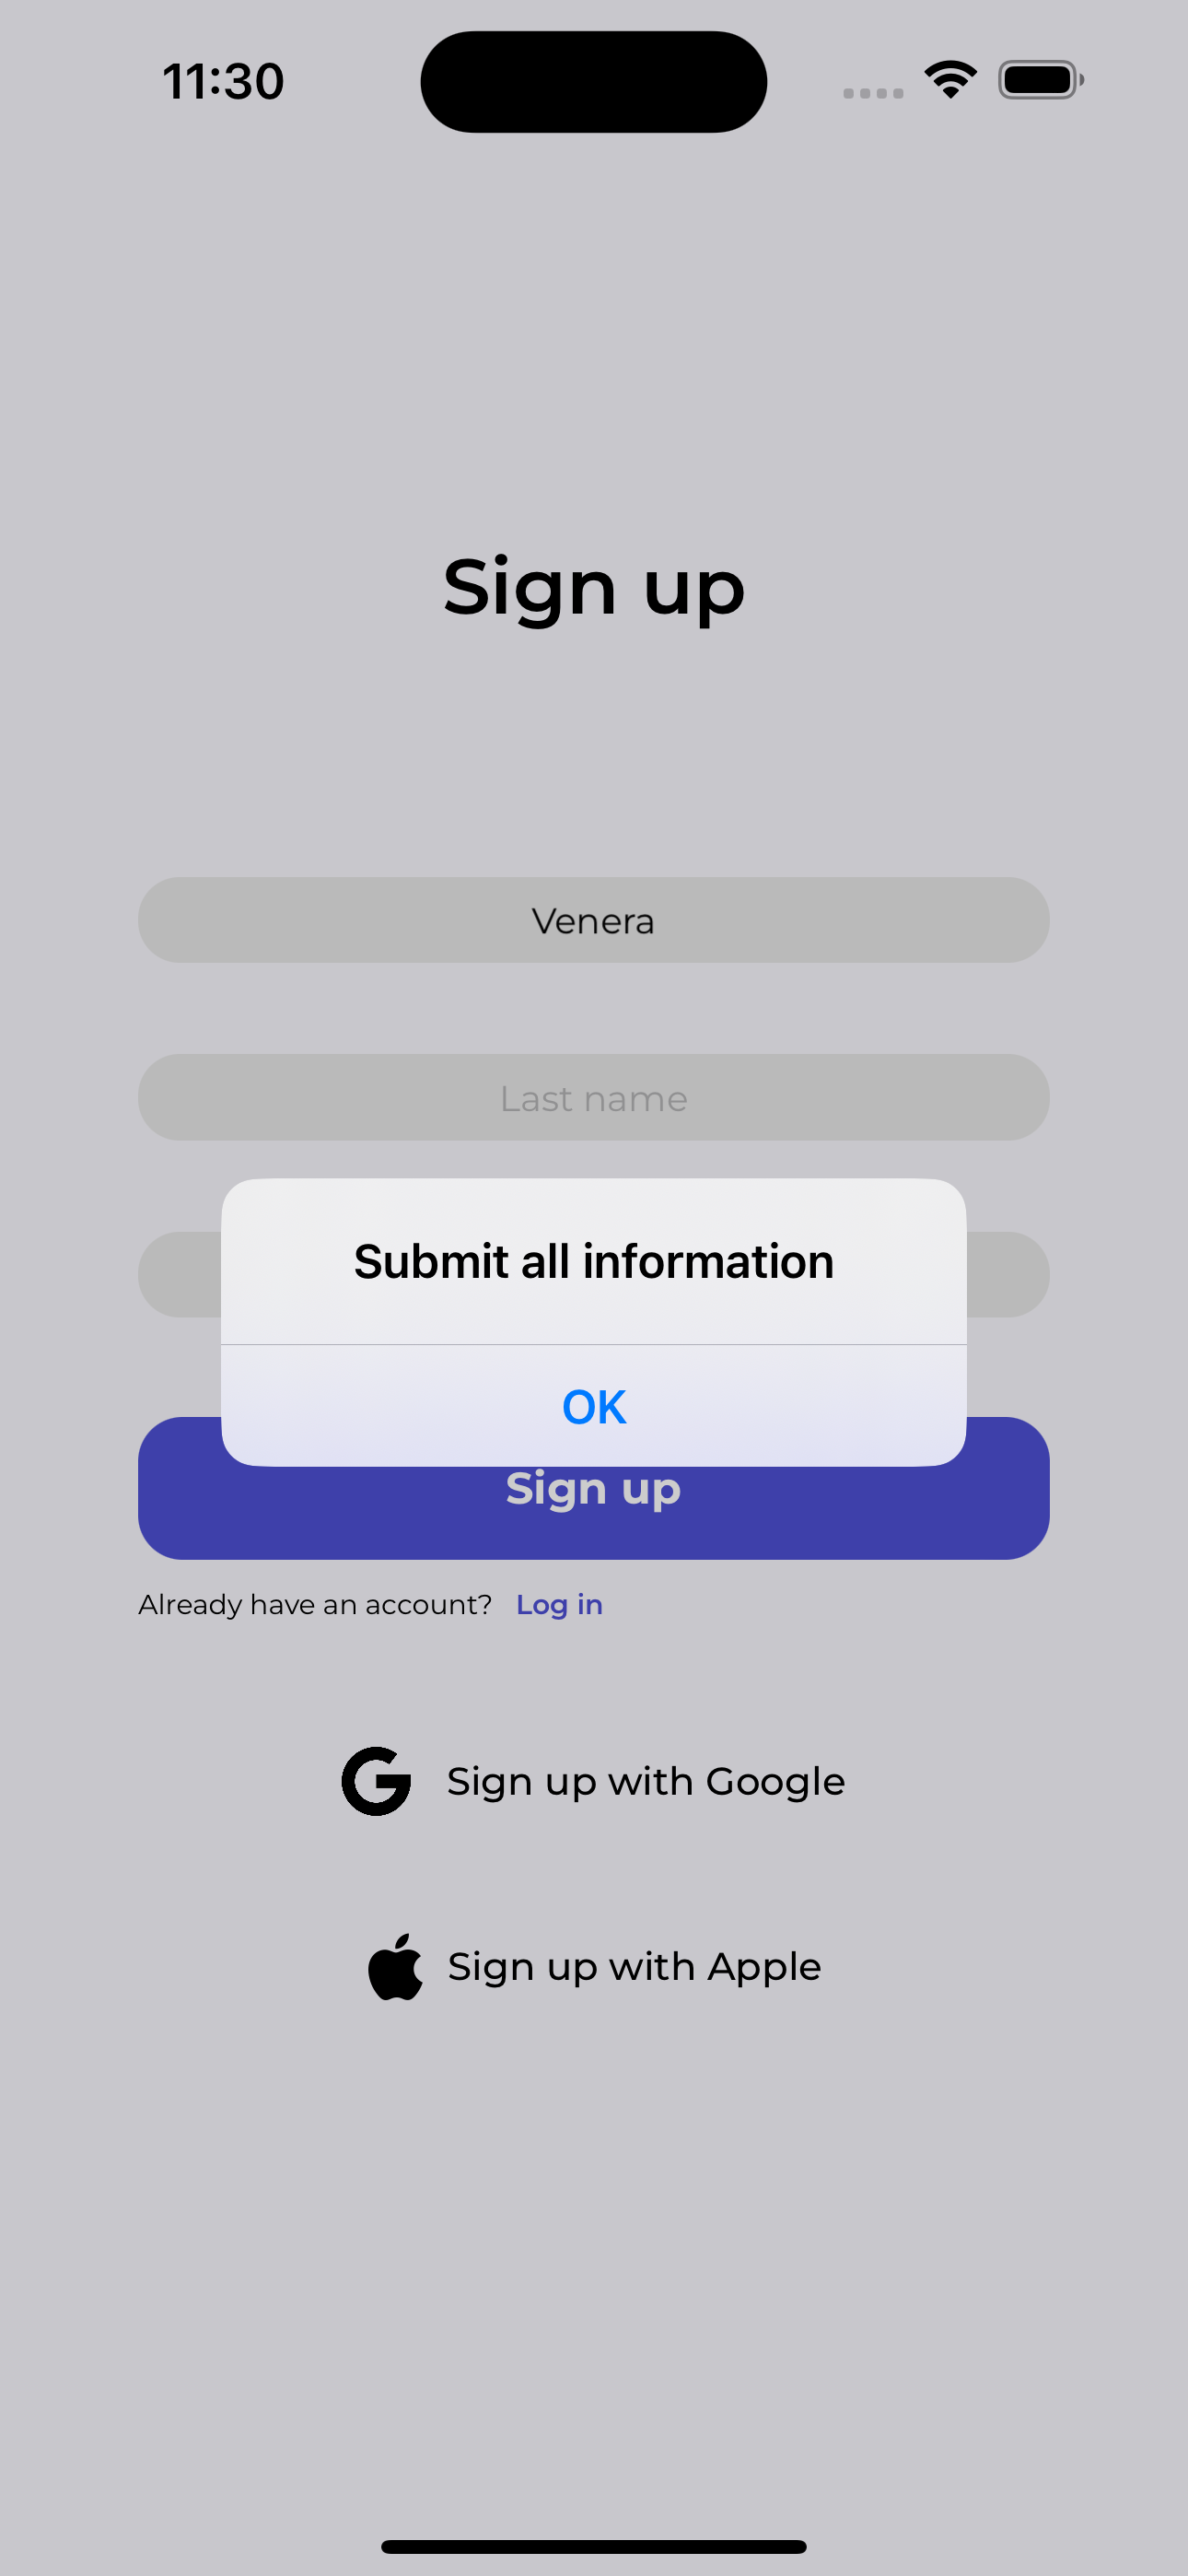 11:30
Sign up
Venera
Last name
Submit all information
OK
Sign up
Already have an account? Log in
Sign up with Google
Sign up with Apple